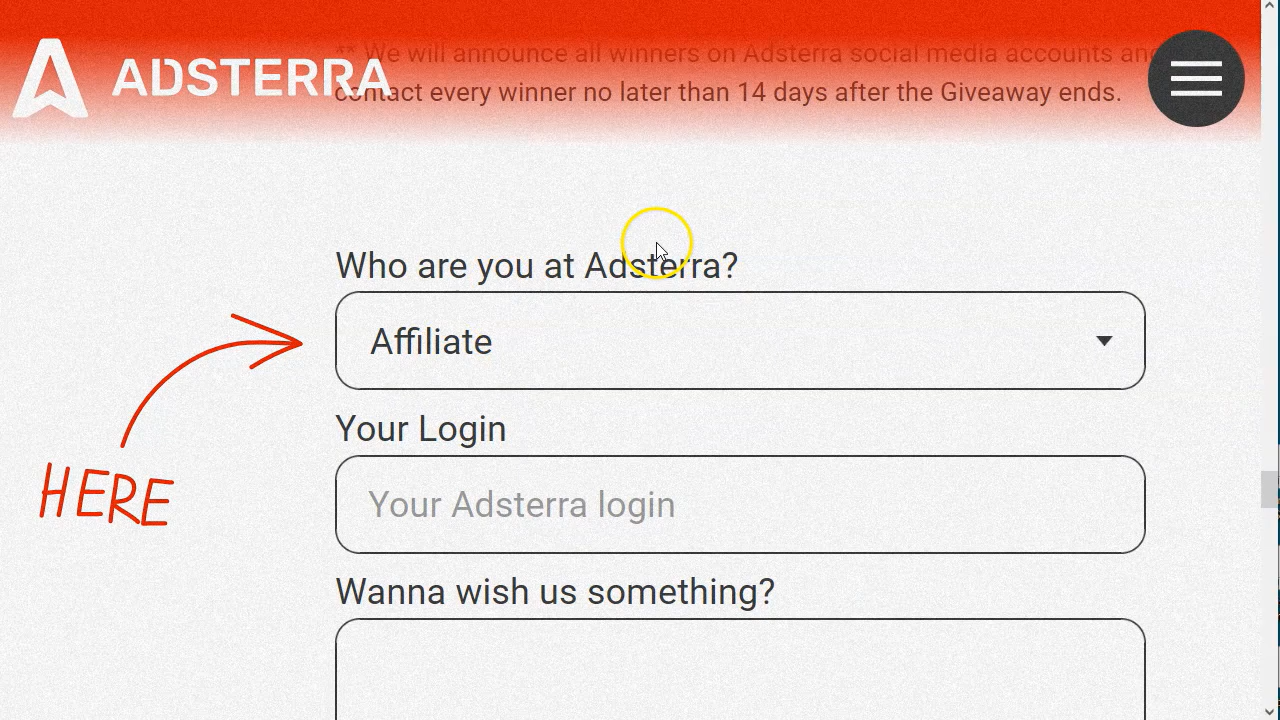 ** We will announce all winners on Adsterra social media accounts and
ADSTERRA
contact every winner no later than 14 days after the Giveaway ends.
Who are you at Adsterra?
Affiliate
Your Login
HERE
Your Adsterra login
Wanna wish us something?